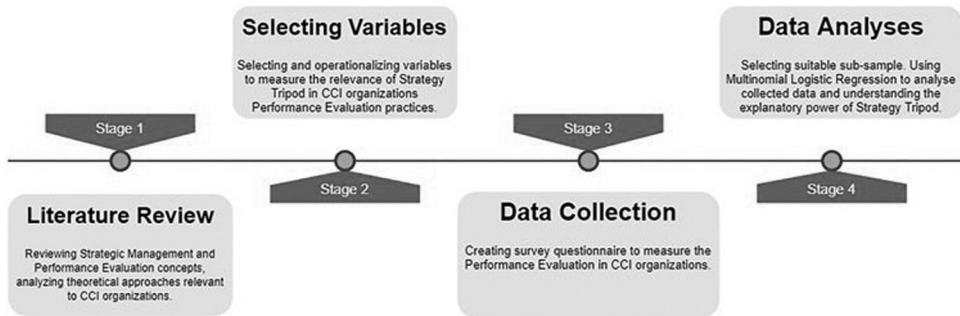 Stage 1
Literature Review
Reviewing Strategic Management and
Performance Evaluation concepts,
analyzing theoretical approaches relevant
to CCI organizations.
Selecting Variables
Selecting and operationalizing variables
to measure the relevance of Strategy
Tripod in CCI organizations
Performance Evaluation practices.
Stage 2
Stage 3
Data Collection
Creating survey questionnaire to measure the
Performance Evaluation in CCI organizations.
Data Analyses
Selecting suitable sub-sample. Using
Multinomial Logistic Regression to analyse
collected data and understanding the
explanatory power of Strategy Tripod.
Stage 4